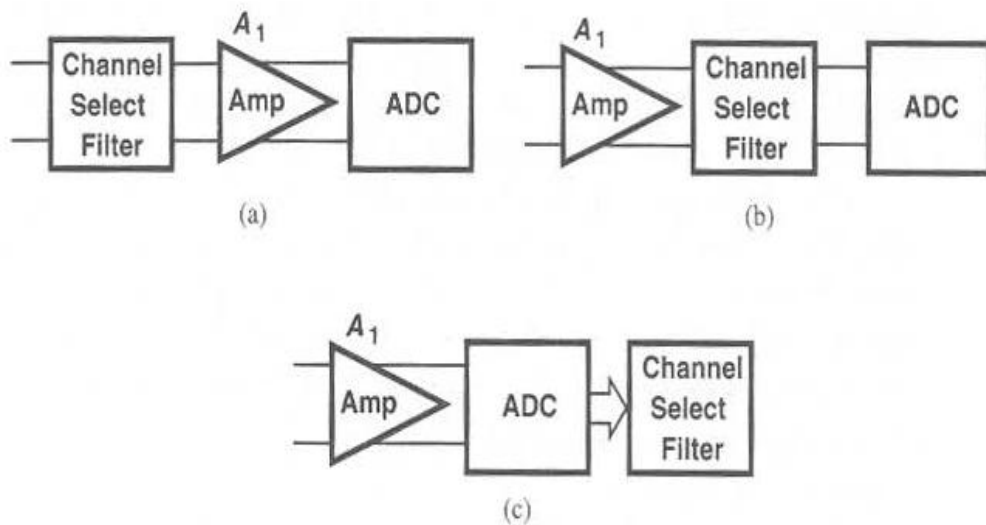 A1
Channel
Select
Filter
Amp
ADC
(a)
A1
Amp
Channel
Select
Filter
ADC
(b)
A1
Amp
ADC
Channel
Select
Filter
(c)